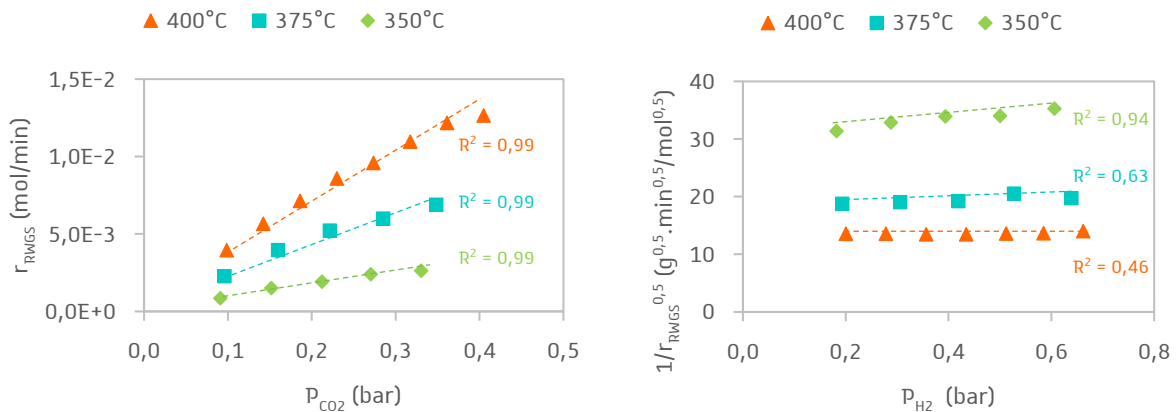 400°C 375°C 350°C
1,5E-2
1,0E-2
5,0E-3
0,0E+0
r_RWGS (mol/min)
R² = 0,99
R² = 0,99
R² = 0,99
0,0 0,1 0,2 0,3 0,4 0,5
P_CO2 (bar)
400°C 375°C 350°C
40
30
20
10
0
1/r_RWGS^0,5 (g^0,5.min^0,5/mol^0,5)
R² = 0,94
R² = 0,63
R² = 0,46
0,0 0,2 0,4 0,6 0,8
P_H2 (bar)